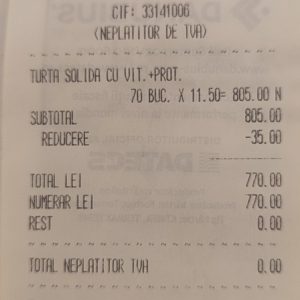 CIF: 33141006
(NEPLATITOR DE TVA)
TURTA SOLIDA CU VIT.+PROT.
70 BUC. X 11.50= 805.00 N
SUBTOTAL 805.00
REDUCERE -35.00
TOTAL LEI 770.00
NUMERAR LEI 770.00
REST 0.00
TOTAL NEPLATITOR TVA 0.00
DATECS